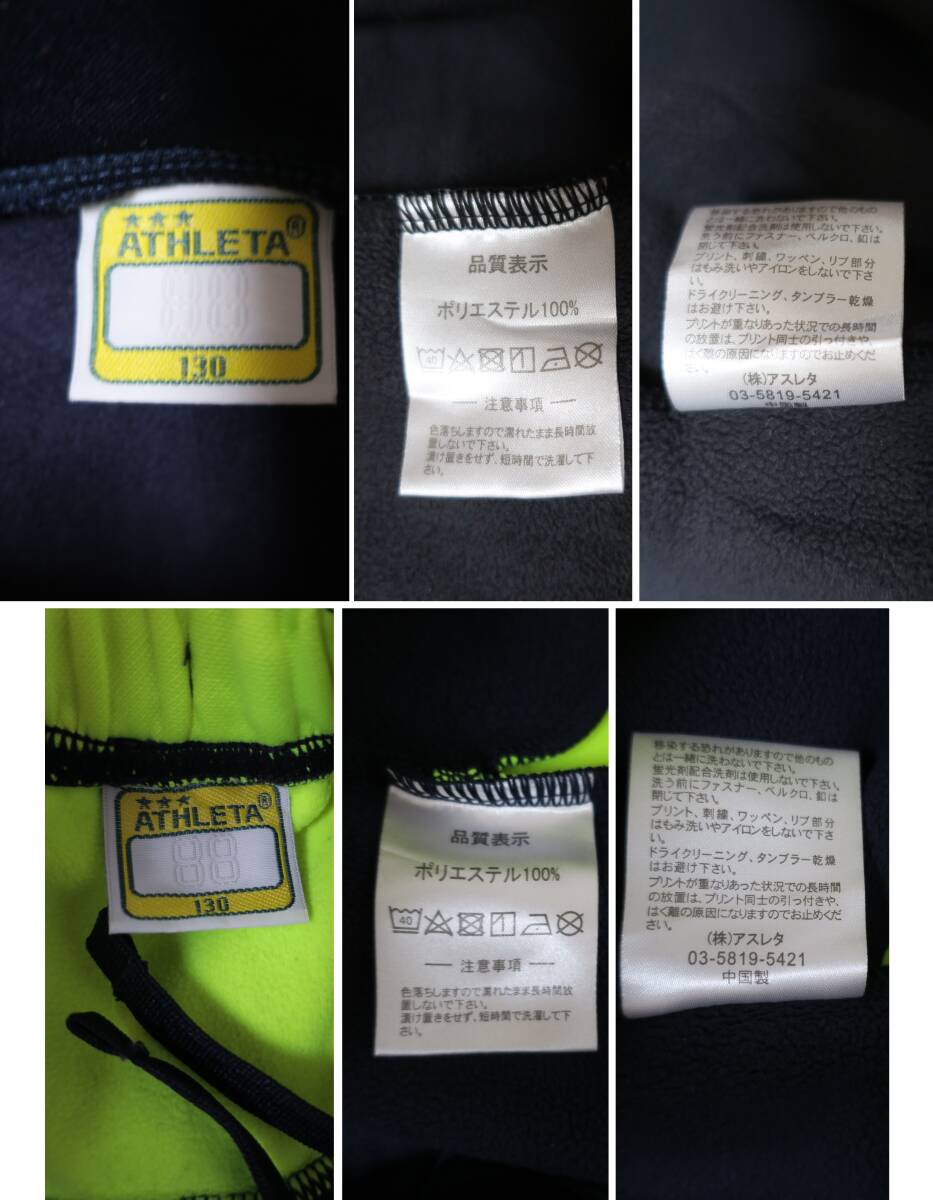 ★★★
ATHLETA®
130
品質表示
ポリエステル100%
40 1
注意事項
色落ちしますので濡れたまま長時間放
置しないで下さい。
漬け置きをせず、短時間で洗濯して下
さい。
移染する恐れがありますので他のもの
とは一緒に洗わないで下さい。
蛍光剤配合洗剤は使用しないで下さい。
洗う前にファスナー、ベルクロ、釦は
閉じて下さい。
プリント、刺繍、ワッペン、リブ部分
はもみ洗いやアイロンをしないで下さ
い。
ドライクリーニング、タンブラー乾燥
はお避け下さい。
プリントが重なりあった状況での長時間
の放置は、プリント同士の引っ付きや、
はく離の原因になりますのでお止めくだ
さい。
(株)アスレタ
03-5819-5421
中国製
★★★
ATHLETA®
88
130
品質表示
ポリエステル100%
40 1
注意事項
色落ちしますので濡れたまま長時間放
置しないで下さい。
漬け置きをせず、短時間で洗濯して下
さい。
移染する恐れがありますので他のもの
とは一緒に洗わないで下さい。
蛍光剤配合洗剤は使用しないで下さい。
洗う前にファスナー、ベルクロ、釦は
閉じて下さい。
プリント、刺繍、ワッペン、リブ部分
はもみ洗いやアイロンをしないで下さ
い。
ドライクリーニング、タンブラー乾燥
はお避け下さい。
プリントが重なりあった状況での長時間
の放置は、プリント同士の引っ付きや、
はく離の原因になりますのでお止めくだ
さい。
(株)アスレタ
03-5819-5421
中国製